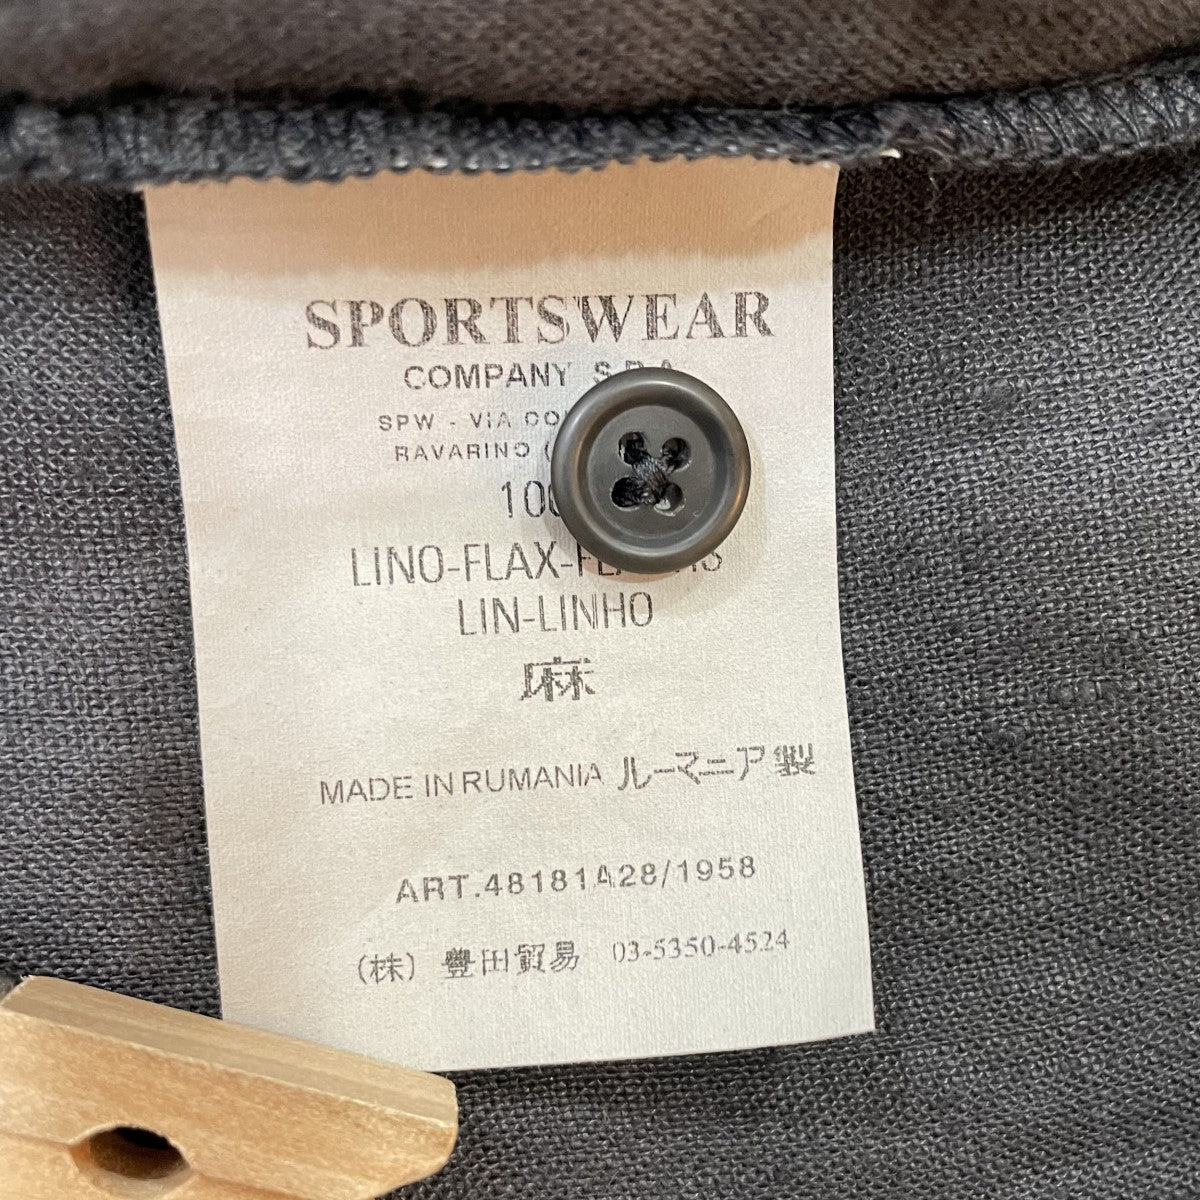 SPORTSWEAR
COMPANY S.P.A.
SPW - VIA
RAVARINO
LINO-FLAX-
LIN-LINHO
麻
MADE IN RUMANIA ルーマニア製
ART.48181A28/1958
(株) 豊田貿易 03-5350-4524